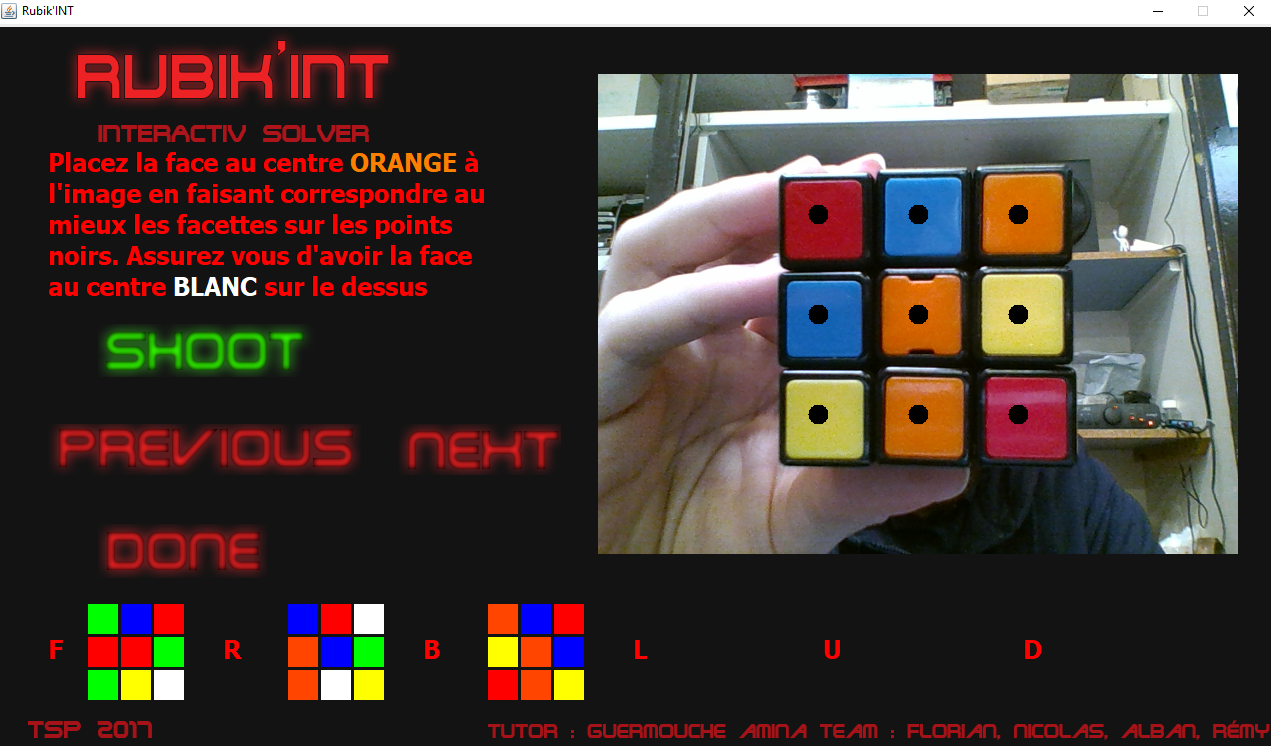 Rubik'INT
RUBIK'INT
INTERACTIV SOLVER
Placez la face au centre ORANGE à
l'image en faisant correspondre au
mieux les facettes sur les points
noirs. Assurez vous d'avoir la face
au centre BLANC sur le dessus
SHOOT
PREVIOUS NEXT
DONE
F R B L U D
TSP 2017
TUTOR : GUERMOUCHE AMINA TEAM : FLORIAN, NICOLAS, ALBAN, RÉMY